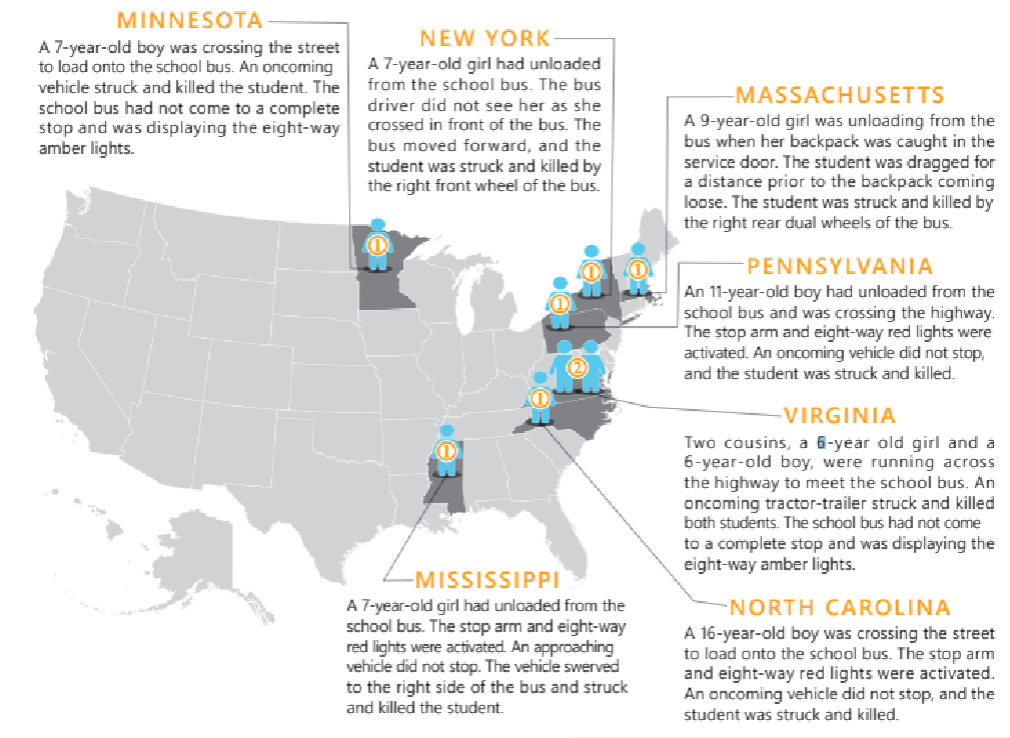 MINNESOTA
A 7-year-old boy was crossing the street
to load onto the school bus. An oncoming
vehicle struck and killed the student. The
school bus had not come to a complete
stop and was displaying the eight-way
amber lights.
NEW YORK
A 7-year-old girl had unloaded
from the school bus. The bus
driver did not see her as she
crossed in front of the bus. The
bus moved forward, and the
student was struck and killed by
the right front wheel of the bus.
MASSACHUSETTS
A 9-year-old girl was unloading from the
bus when her backpack was caught in the
service door. The student was dragged for
a distance prior to the backpack coming
loose. The student was struck and killed by
the right rear dual wheels of the bus.
PENNSYLVANIA
An 11-year-old boy had unloaded from the
school bus and was crossing the highway.
The stop arm and eight-way red lights were
activated. An oncoming vehicle did not stop,
and the student was struck and killed.
VIRGINIA
Two cousins, a 6-year old girl and a
6-year-old boy, were running across
the highway to meet the school bus. An
oncoming tractor-trailer struck and killed
both students. The school bus had not come
to a complete stop and was displaying the
eight-way amber lights.
NORTH CAROLINA
A 16-year-old boy was crossing the street
to load onto the school bus. The stop arm
and eight-way red lights were activated.
An oncoming vehicle did not stop, and the
student was struck and killed.
MISSISSIPPI
A 7-year-old girl had unloaded from the
school bus. The stop arm and eight-way
red lights were activated. An approaching
vehicle did not stop. The vehicle swerved
to the right side of the bus and struck
and killed the student.
1
1
1
1
2
1
1